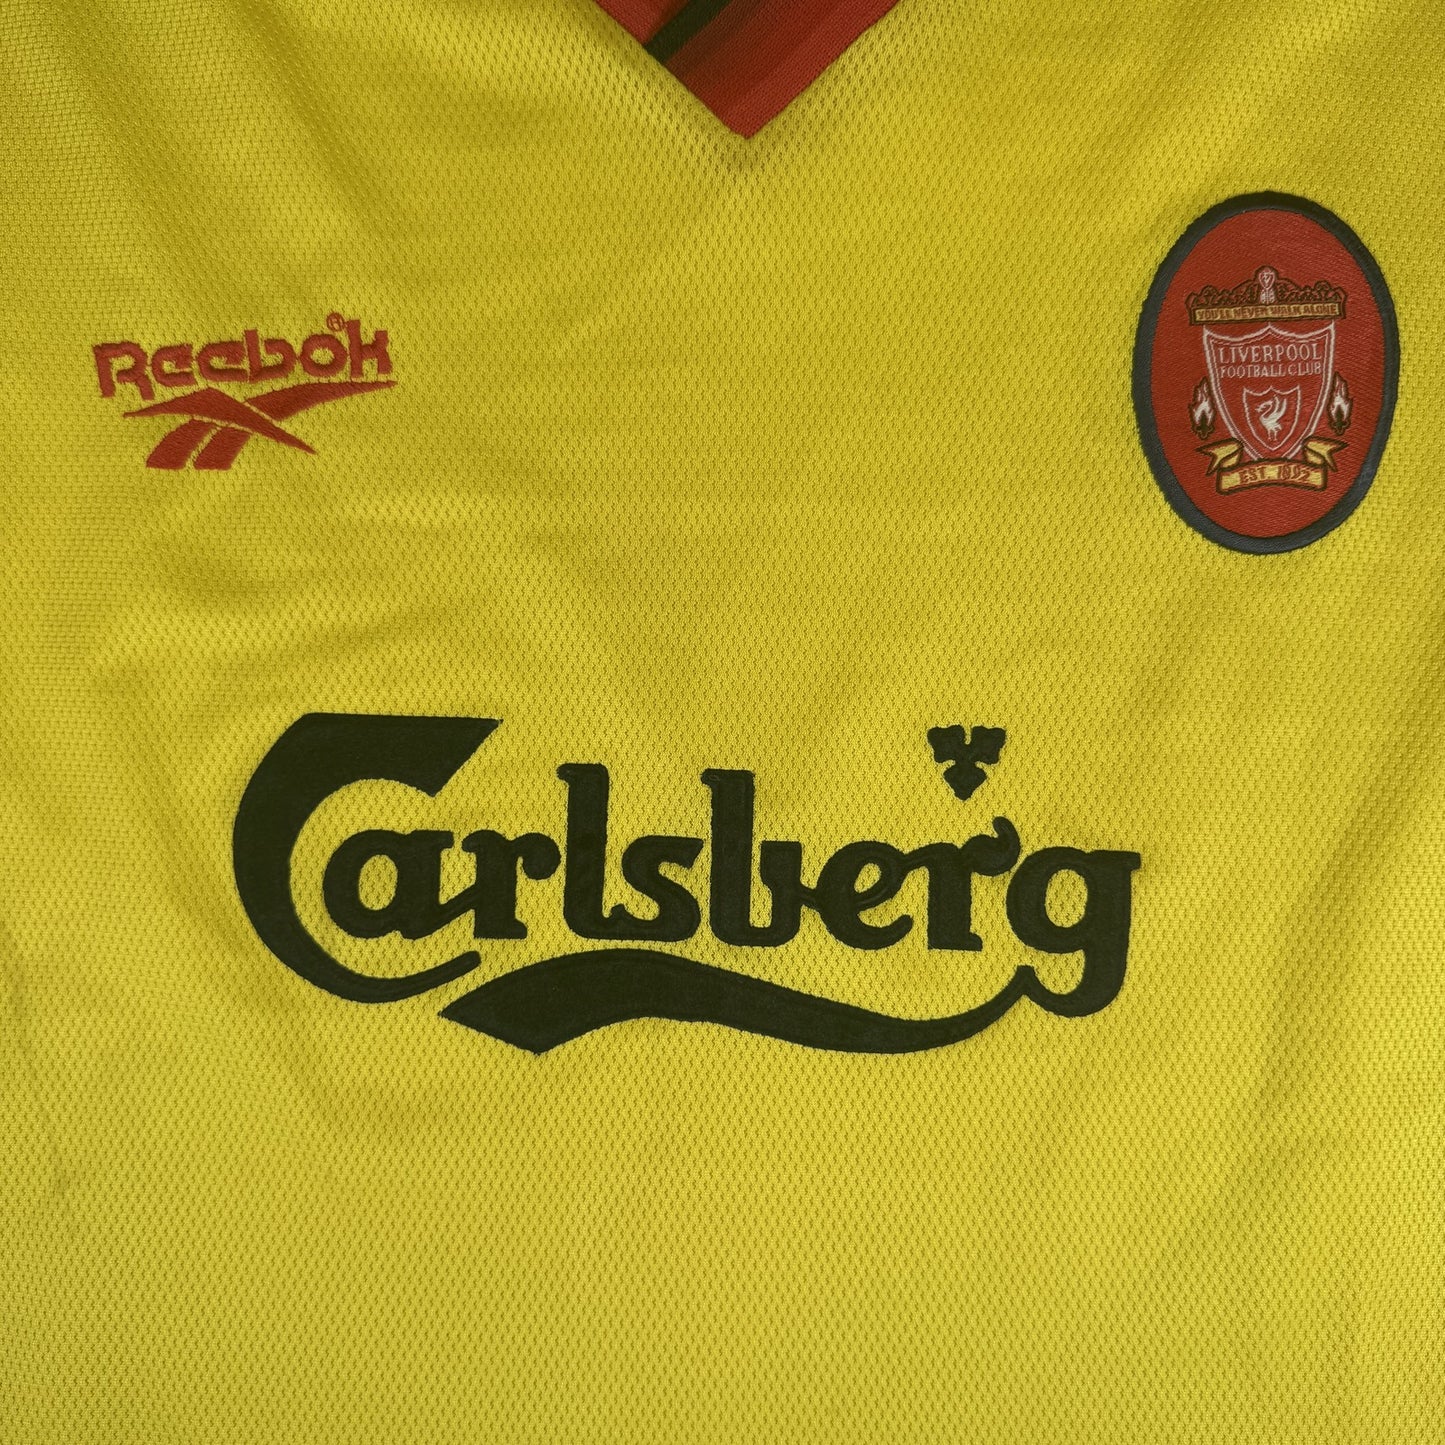 Reebok®
YOU'LL NEVER WALK ALONE
LIVERPOOL
FOOTBALL CLUB
EST. 1892
Carlsberg